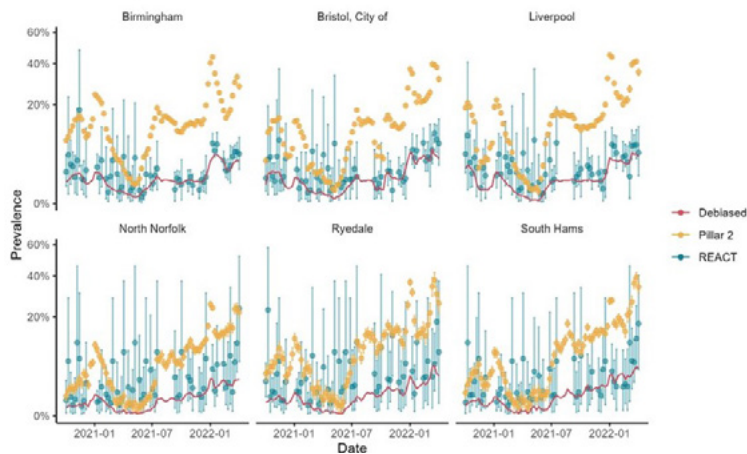 Birmingham
Bristol, City of
Liverpool
60%
40%
20%
0%
North Norfolk
Ryedale
South Hams
60%
40%
20%
0%
Prevalence
2021-01 2021-07 2022-01
2021-01 2021-07 2022-01
2021-01 2021-07 2022-01
Date
Debiased
Pillar 2
REACT